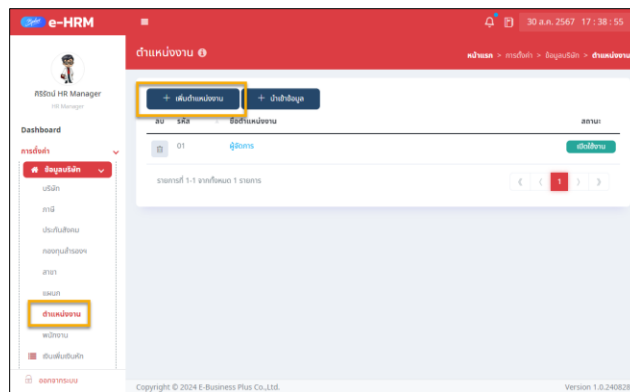 e-HRM
30 ส.ค. 2567 17 : 38 : 55
ตำแหน่งงาน
หน้าแรก > การตั้งค่า > ข้อมูลบริษัท > ตำแหน่งงาน
ศิริรัตน์ HR Manager
HR Manager
Dashboard
การตั้งค่า
ข้อมูลบริษัท
บริษัท
ภาษี
ประกันสังคม
กองทุนสำรองฯ
สาขา
แผนก
ตำแหน่งงาน
พนักงาน
เงินเพิ่มเงินหัก
ออกจากระบบ
+ เพิ่มตำแหน่งงาน
+ นำเข้าข้อมูล
ลบ รหัส ชื่อตำแหน่งงาน สถานะ
01 ผู้จัดการ เปิดใช้งาน
รายการที่ 1-1 จากทั้งหมด 1 รายการ
1
Copyright © 2024 E-Business Plus Co.,Ltd.
Version 1.0.240828